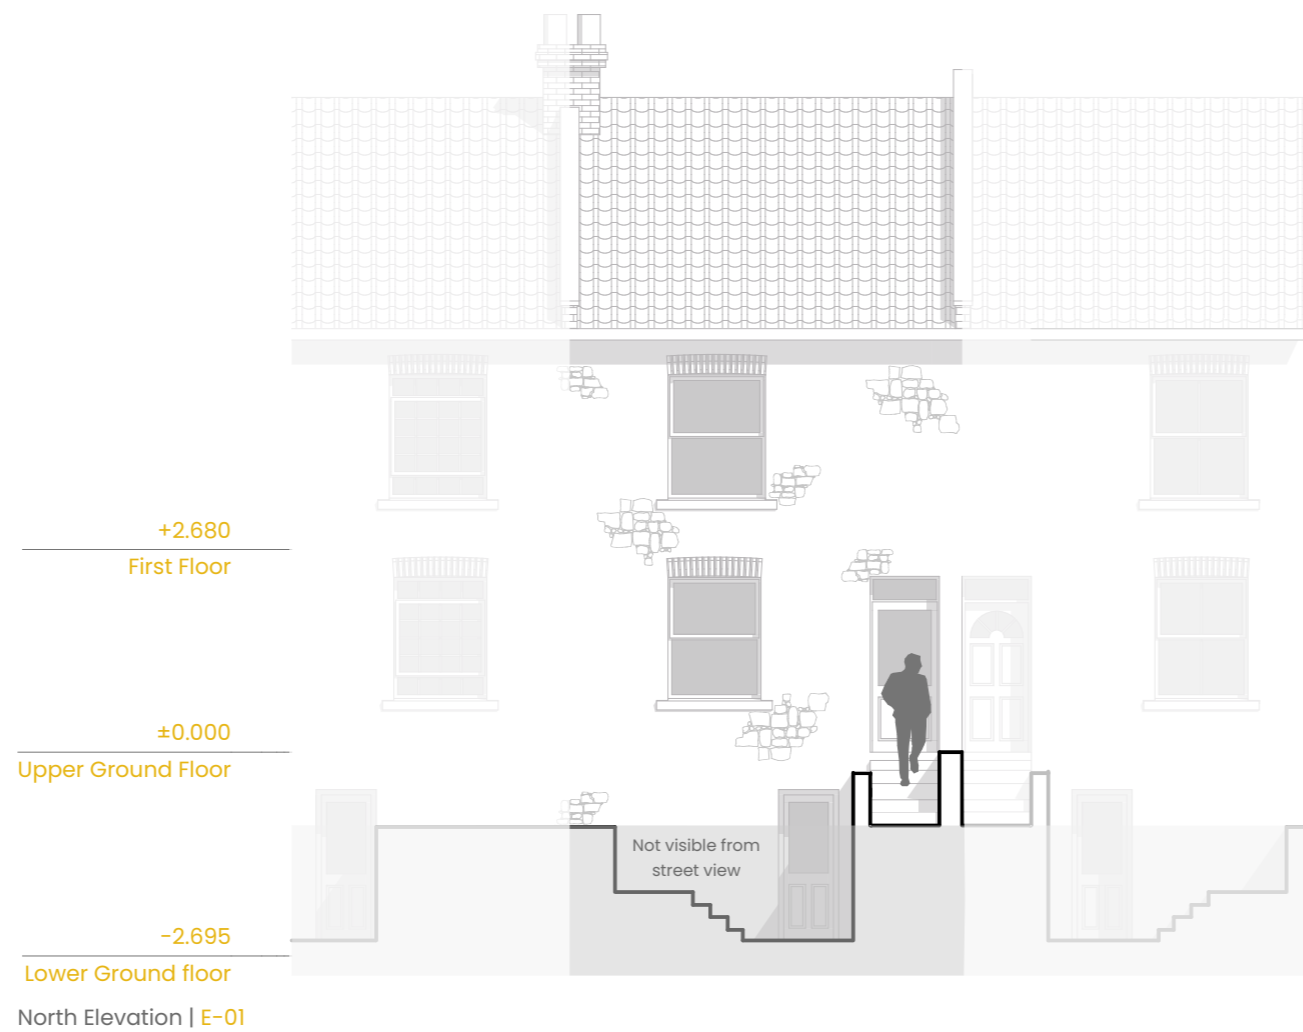 +2.680
First Floor
±0.000
Upper Ground Floor
Not visible from
street view
-2.695
Lower Ground floor
North Elevation | E-01